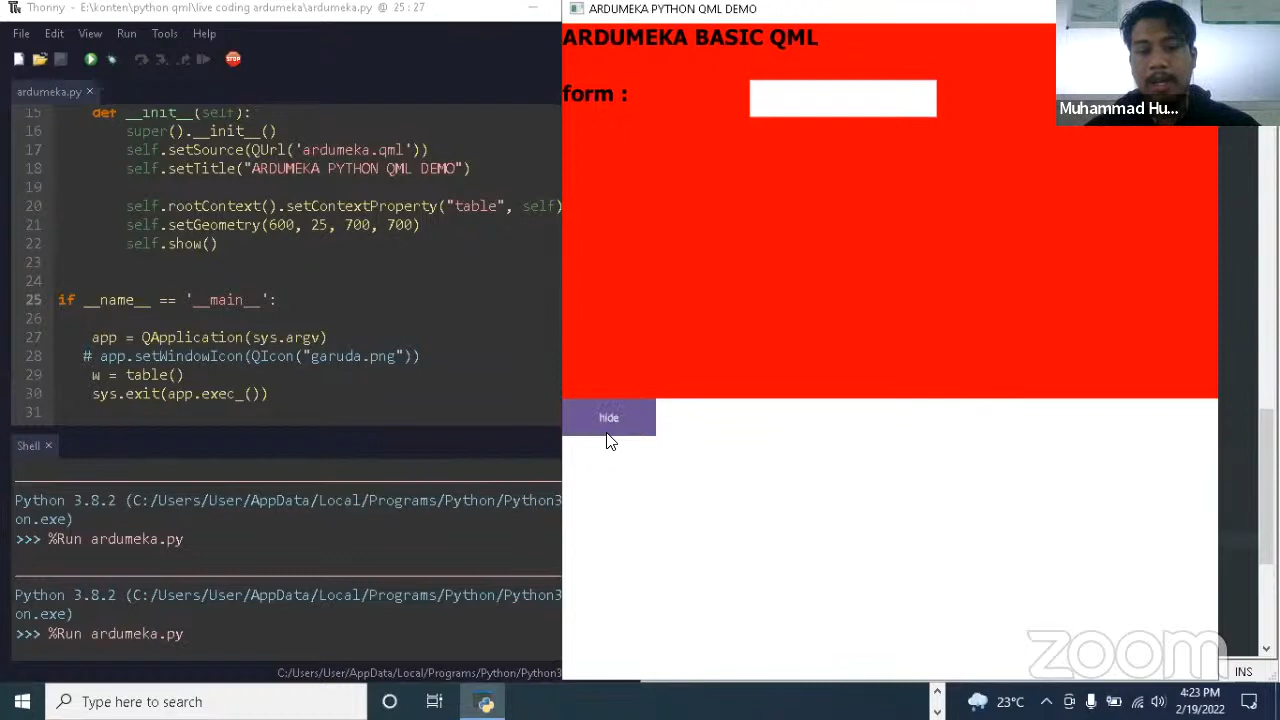 Thonny - E:\konten\python qml\live coding ardumeka\ardumeka.py @ 25:27
File Edit View Run Tools Help
ardumeka.py
15 def __init__(self):
16 super().__init__()
17 self.setSource(QUrl('ardumeka.qml'))
18 self.setTitle("ARDUMEKA PYTHON QML DEMO")
19
20 self.rootContext().setContextProperty("table", self)
21 self.setGeometry(600, 25, 700, 700)
22 self.show()
23
24
25 if __name__ == '__main__':
26
27 app = QApplication(sys.argv)
28 # app.setWindowIcon(QIcon("garuda.png"))
29 w = table()
30 sys.exit(app.exec_())
31
Shell
Python 3.8.2 (C:/Users/User/AppData/Local/Programs/Python/Python3
on.exe)
>>> %Run ardumeka.py
Python 3.8.2 (C:/Users/User/AppData/Local/Programs/Python/Python3
on.exe)
>>> %Run ardumeka.py
C:/Users/User/AppData/Local/Programs/Python/Python3
ARDUMEKA PYTHON QML DEMO
ARDUMEKA BASIC QML
form :
hide
Muhammad Hu...
zoom
INS
Type here to search
23°C
4:23 PM
2/19/2022